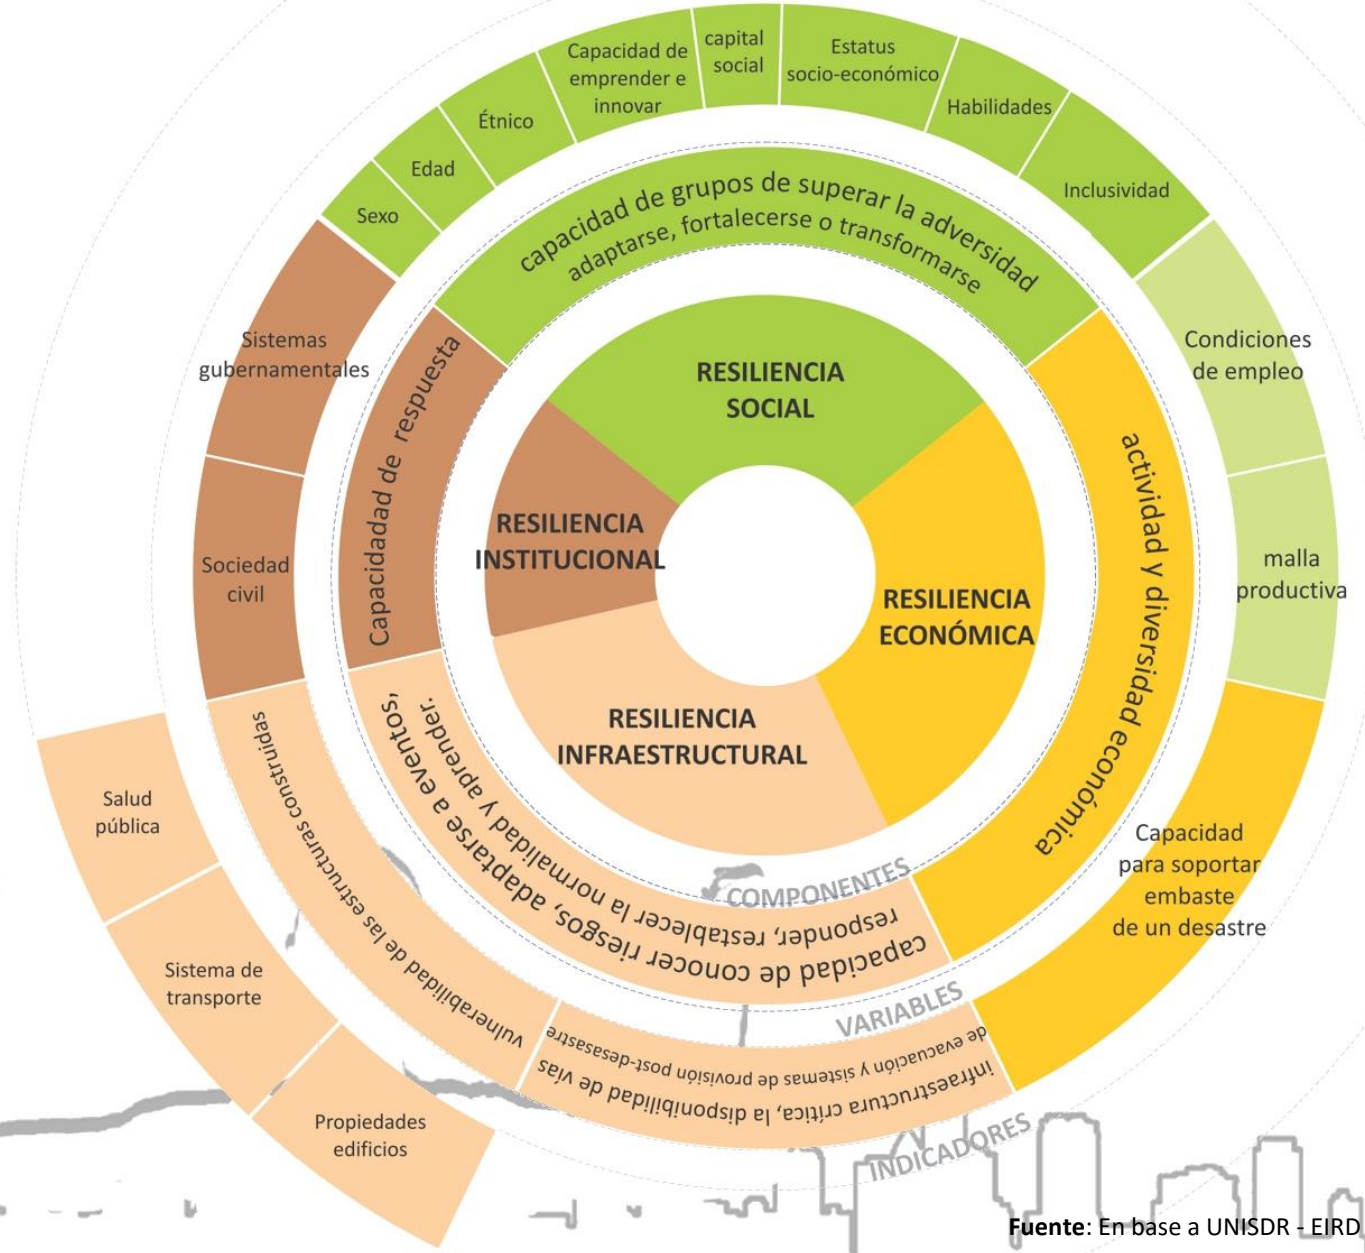 capital
social
Estatus
socio-económico
Capacidad de
emprender e
innovar
Habilidades
Étnico
Edad
Inclusividad
Sexo
capacidad de grupos de superar la adversidad
adaptarse, fortalecerse o transformarse
Sistemas
gubernamentales
Sociedad
civil
Capacidadad de respuesta
RESILIENCIA
SOCIAL
RESILIENCIA
INSTITUCIONAL
RESILIENCIA
ECONÓMICA
RESILIENCIA
INFRAESTRUCTURAL
actividad y diversidad económica
Condiciones
de empleo
malla
productiva
Capacidad
para soportar
embaste
de un desastre
COMPONENTES
capacidad de conocer riesgos, adaptarse a eventos,
responder, restablecer la normalidad y aprender.
VARIABLES
vulnerabilidad de las estructuras construidas
infraestructura crítica, la disponibilidad de vías
de evacuación y sistemas de provisión post-desasastre
INDICADORES
Salud
pública
Sistema de
transporte
Propiedades
edificios
Fuente: En base a UNISDR - EIRD